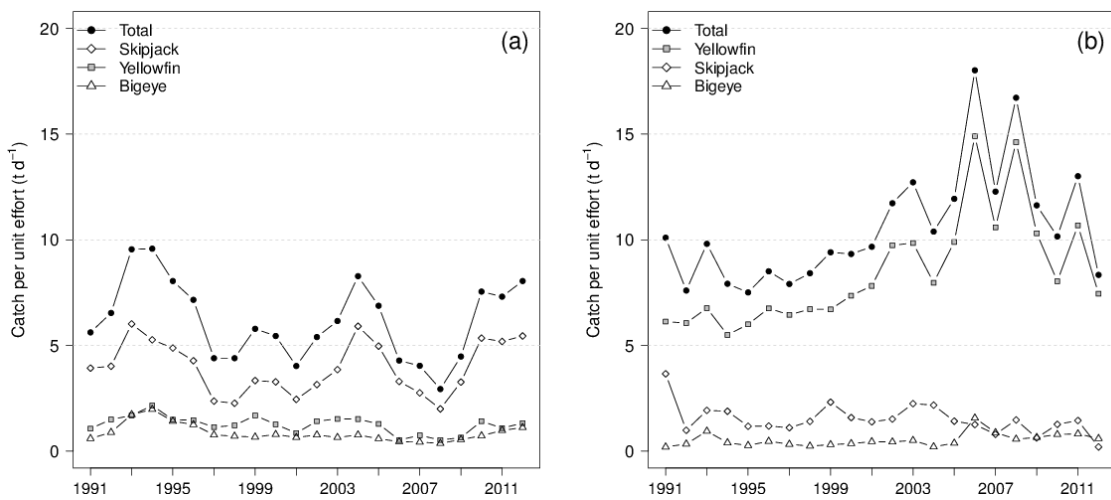 (a)
Total
Skipjack
Yellowfin
Bigeye
Catch per unit effort (t d⁻¹)
20
15
10
5
0
1991 1995 1999 2003 2007 2011
(b)
Total
Yellowfin
Skipjack
Bigeye
Catch per unit effort (t d⁻¹)
20
15
10
5
0
1991 1995 1999 2003 2007 2011